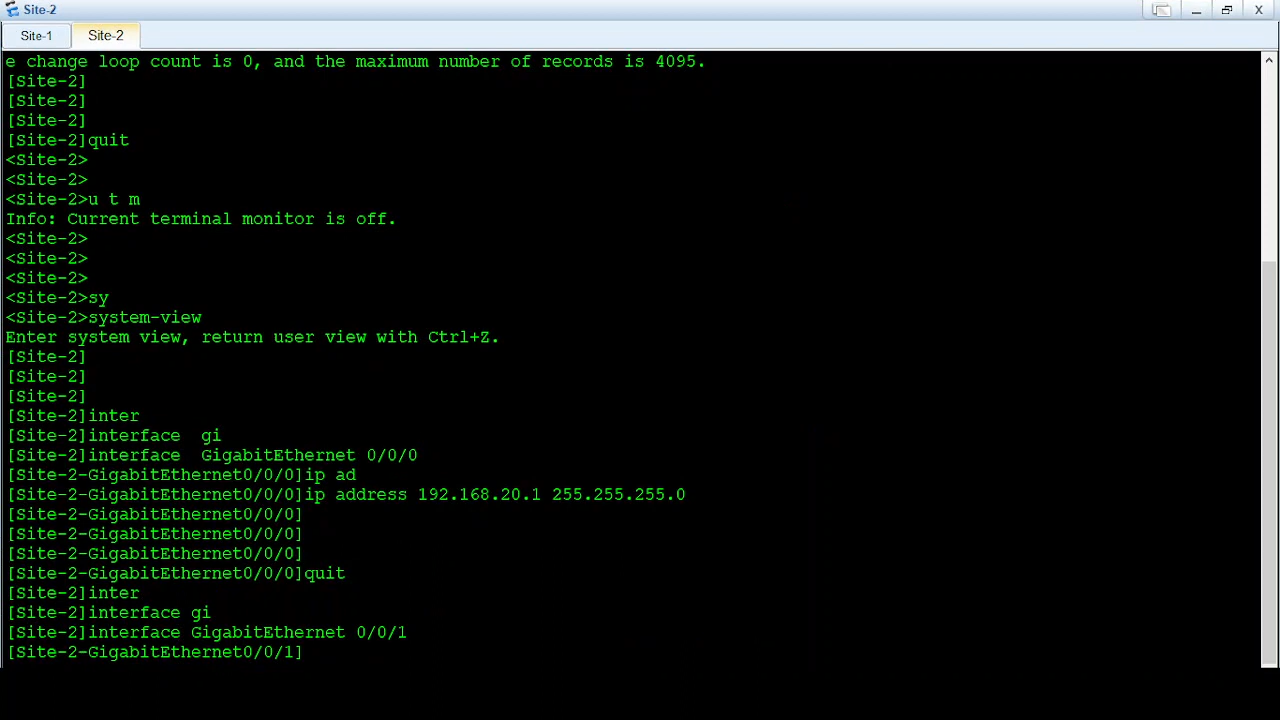 Site-2
Site-1
Site-2
e change loop count is 0, and the maximum number of records is 4095.
[Site-2]
[Site-2]
[Site-2]
[Site-2]quit
<Site-2>
<Site-2>
<Site-2>u t m
Info: Current terminal monitor is off.
<Site-2>
<Site-2>
<Site-2>
<Site-2>sy
<Site-2>system-view
Enter system view, return user view with Ctrl+Z.
[Site-2]
[Site-2]
[Site-2]
[Site-2]inter
[Site-2]interface  gi
[Site-2]interface  GigabitEthernet 0/0/0
[Site-2-GigabitEthernet0/0/0]ip ad
[Site-2-GigabitEthernet0/0/0]ip address 192.168.20.1 255.255.255.0
[Site-2-GigabitEthernet0/0/0]
[Site-2-GigabitEthernet0/0/0]
[Site-2-GigabitEthernet0/0/0]
[Site-2-GigabitEthernet0/0/0]quit
[Site-2]inter
[Site-2]interface gi
[Site-2]interface GigabitEthernet 0/0/1
[Site-2-GigabitEthernet0/0/1]